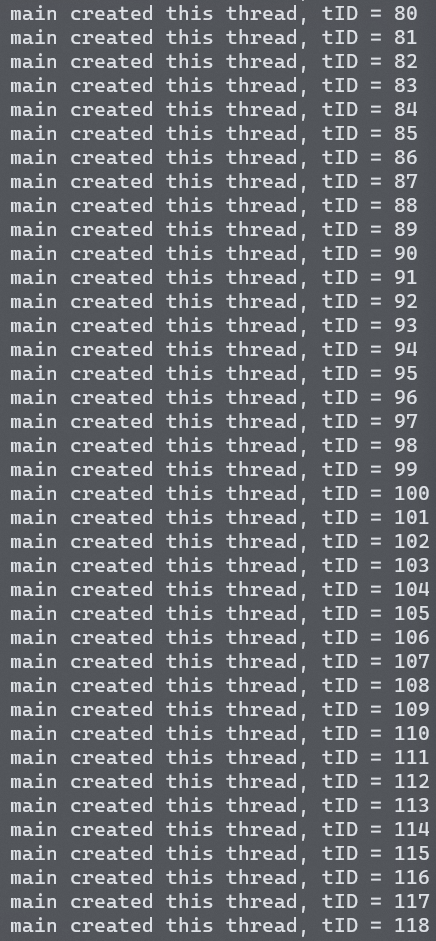 main created this thread, tID = 80
main created this thread, tID = 81
main created this thread, tID = 82
main created this thread, tID = 83
main created this thread, tID = 84
main created this thread, tID = 85
main created this thread, tID = 86
main created this thread, tID = 87
main created this thread, tID = 88
main created this thread, tID = 89
main created this thread, tID = 90
main created this thread, tID = 91
main created this thread, tID = 92
main created this thread, tID = 93
main created this thread, tID = 94
main created this thread, tID = 95
main created this thread, tID = 96
main created this thread, tID = 97
main created this thread, tID = 98
main created this thread, tID = 99
main created this thread, tID = 100
main created this thread, tID = 101
main created this thread, tID = 102
main created this thread, tID = 103
main created this thread, tID = 104
main created this thread, tID = 105
main created this thread, tID = 106
main created this thread, tID = 107
main created this thread, tID = 108
main created this thread, tID = 109
main created this thread, tID = 110
main created this thread, tID = 111
main created this thread, tID = 112
main created this thread, tID = 113
main created this thread, tID = 114
main created this thread, tID = 115
main created this thread, tID = 116
main created this thread, tID = 117
main created this thread, tID = 118